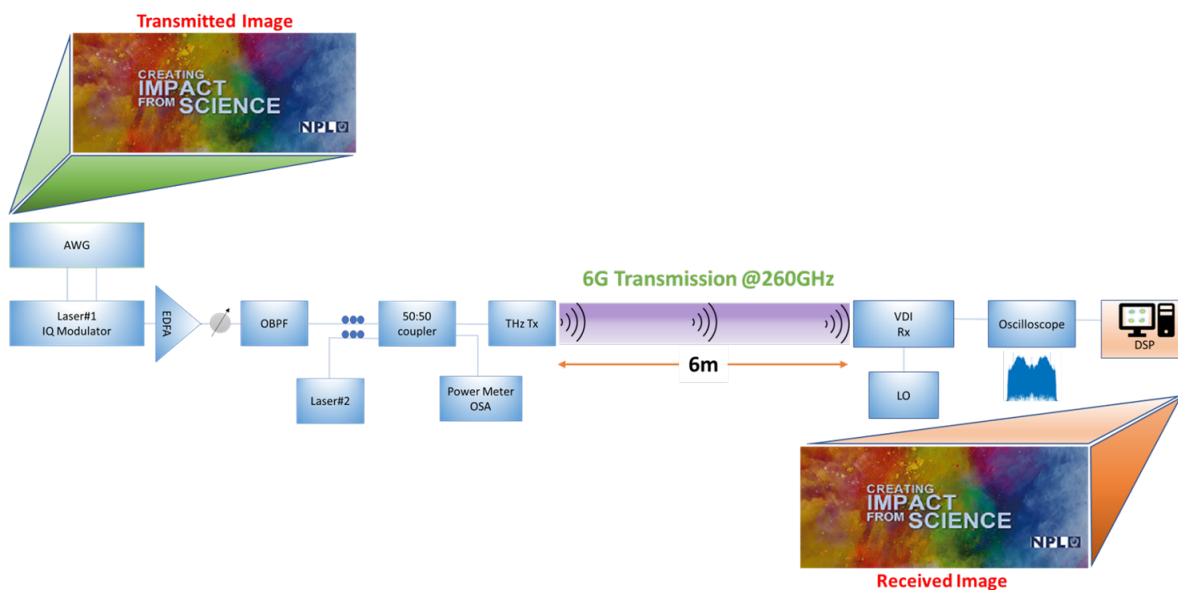 Transmitted Image
CREATING
IMPACT
FROM SCIENCE
NPL
AWG
Laser#1
IQ Modulator
EDFA
OBPF
50:50
coupler
THz Tx
Laser#2
Power Meter
OSA
6G Transmission @260GHz
6m
VDI
Rx
LO
Oscilloscope
DSP
CREATING
IMPACT
FROM SCIENCE
NPL
Received Image